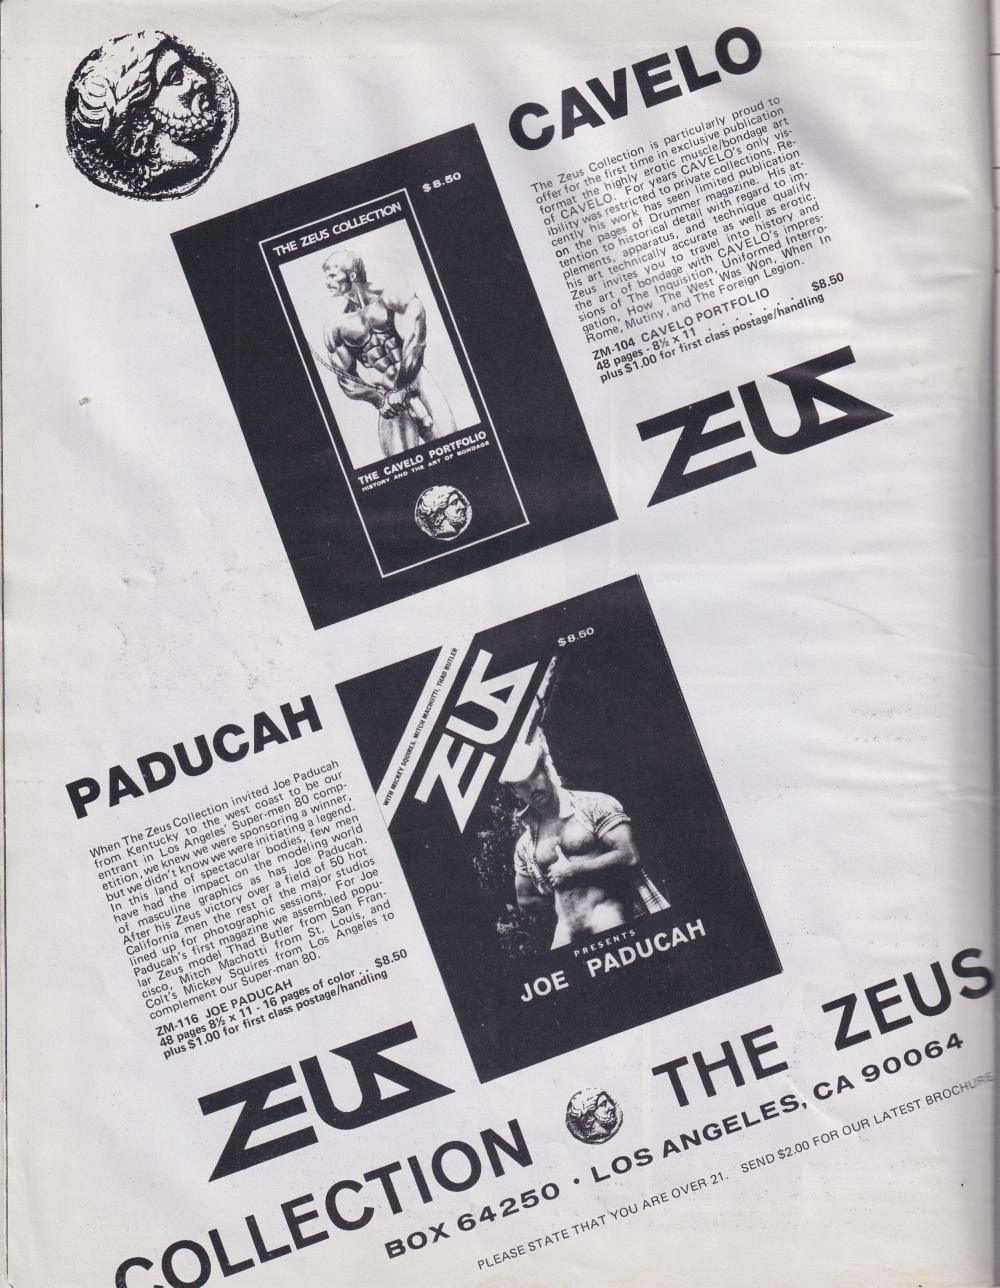 CAVELO
The Zeus Collection is particularly proud to
offer for the first time in exclusive publication
format the highly erotic muscle/bondage art
of CAVELO. For years CAVELO's only vis-
ibility was restricted to private collections. Re-
cently his work has seen limited publication
on the pages of Drummer magazine. His at-
tention to historical detail with regard to im-
plements, apparatus, and technique qualify
his art technically accurate as well as erotic.
Zeus invites you to travel into history and
the art of bondage with CAVELO's impres-
sions of The Inquisition, Uniformed Interro-
gation, How The West Was Won, When In
Rome, Mutiny, and The Foreign Legion.
ZM-104 CAVELO PORTFOLIO
48 pages - 8½ x 11 . . . . . . . . $8.50
plus $1.00 for first class postage/handling
$8.50
THE ZEUS COLLECTION
THE CAVELO PORTFOLIO
HISTORY AND THE ART OF BONDAGE
ZEUS
$8.50
WITH MICKEY SQUIRES, MITCH MACHOTTI, THAD BUTLER
ZEUS
PRESENTS
JOE PADUCAH
PADUCAH
When The Zeus Collection invited Joe Paducah
from Kentucky to the west coast to be our
entrant in Los Angeles' Super-men 80 comp-
etition, we knew we were sponsoring a winner,
but we didn't know we were initiating a legend.
In this land of spectacular bodies, few men
have had the impact on the modeling world
of masculine graphics as has Joe Paducah.
After his Zeus victory over a field of 50 hot
California men the rest of the major studios
lined up for photographic sessions. For Joe
Paducah's first magazine we assembled popu-
lar Zeus model Thad Butler from San Fran-
cisco, Mitch Machotti from St. Louis, and
Colt's Mickey Squires from Los Angeles to
complement our Super-man 80.
ZM-116 JOE PADUCAH
48 pages 8½ x 11 - 16 pages of color . . $8.50
plus $1.00 for first class postage/handling
ZEUS
THE ZEUS
COLLECTION
BOX 64250 • LOS ANGELES, CA 90064
PLEASE STATE THAT YOU ARE OVER 21. SEND $2.00 FOR OUR LATEST BROCHURE